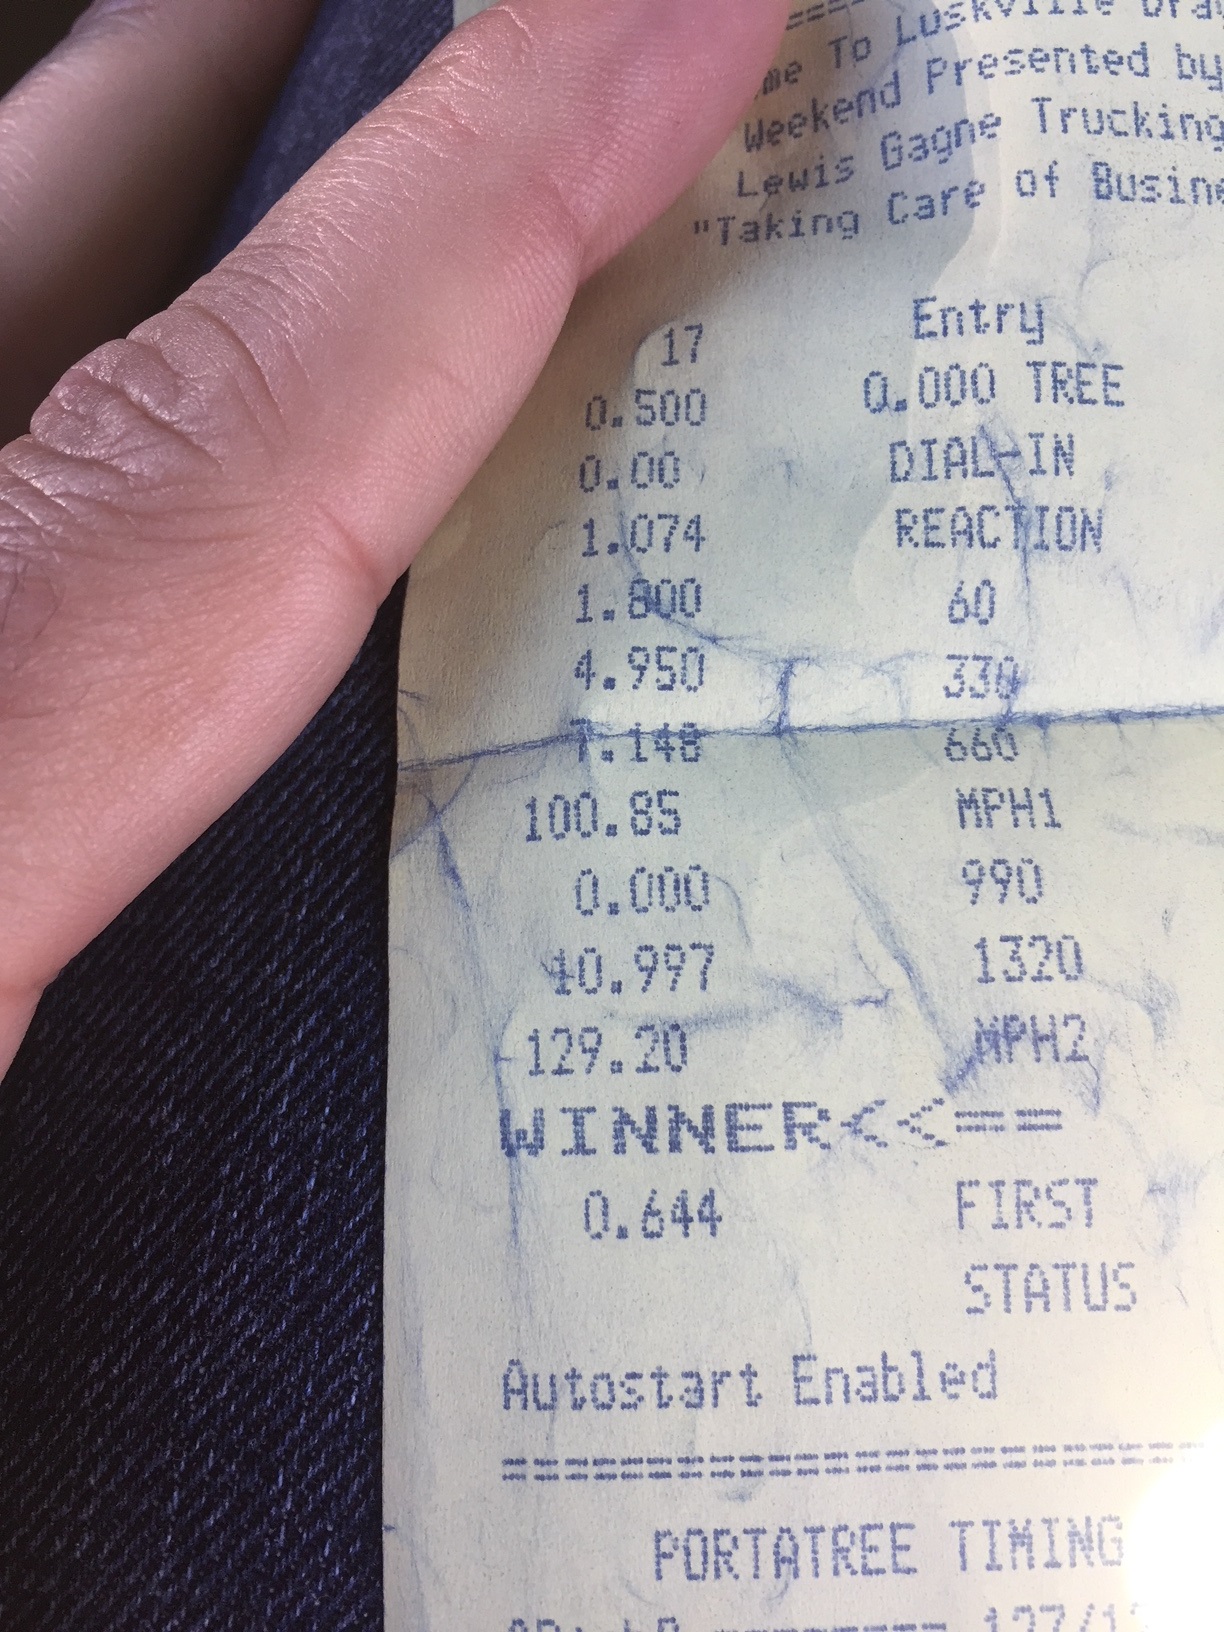 To Luskville
Weekend Presented by
Lewis Gagne Trucking
"Taking Care of
17 Entry
0.500 0.000 TREE
0.00 DIAL-IN
1.074 REACTION
1.800 60
4.950 330
7.148 660
100.85 MPH1
0.000 990
10.997 1320
129.20 MPH2
WINNER<<==
0.644 FIRST
STATUS
Autostart Enabled
========================
PORTATREE TIMING